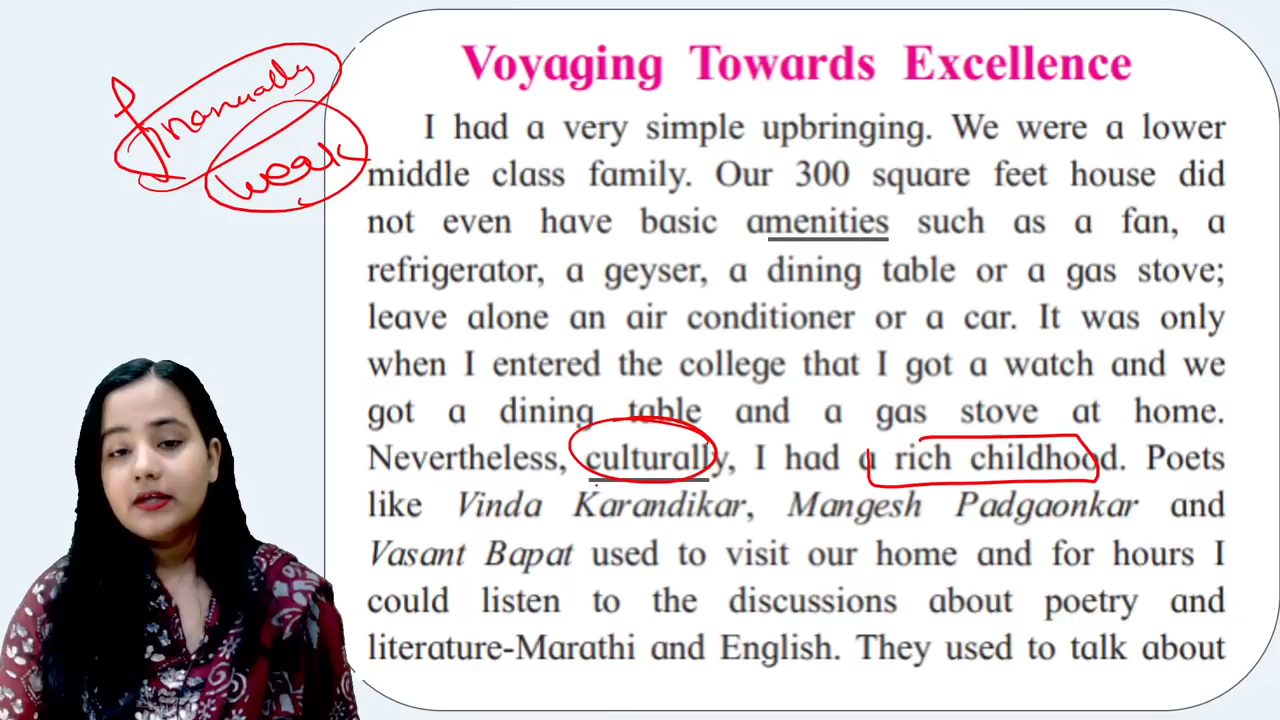 Voyaging Towards Excellence
financially
weak
I had a very simple upbringing. We were a lower
middle class family. Our 300 square feet house did
not even have basic amenities such as a fan, a
refrigerator, a geyser, a dining table or a gas stove;
leave alone an air conditioner or a car. It was only
when I entered the college that I got a watch and we
got a dining table and a gas stove at home.
Nevertheless, culturally, I had a rich childhood. Poets
like Vinda Karandikar, Mangesh Padgaonkar and
Vasant Bapat used to visit our home and for hours I
could listen to the discussions about poetry and
literature-Marathi and English. They used to talk about